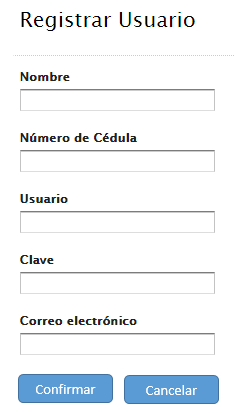 Registrar Usuario
Nombre
Número de Cédula
Usuario
Clave
Correo electrónico
Confirmar Cancelar